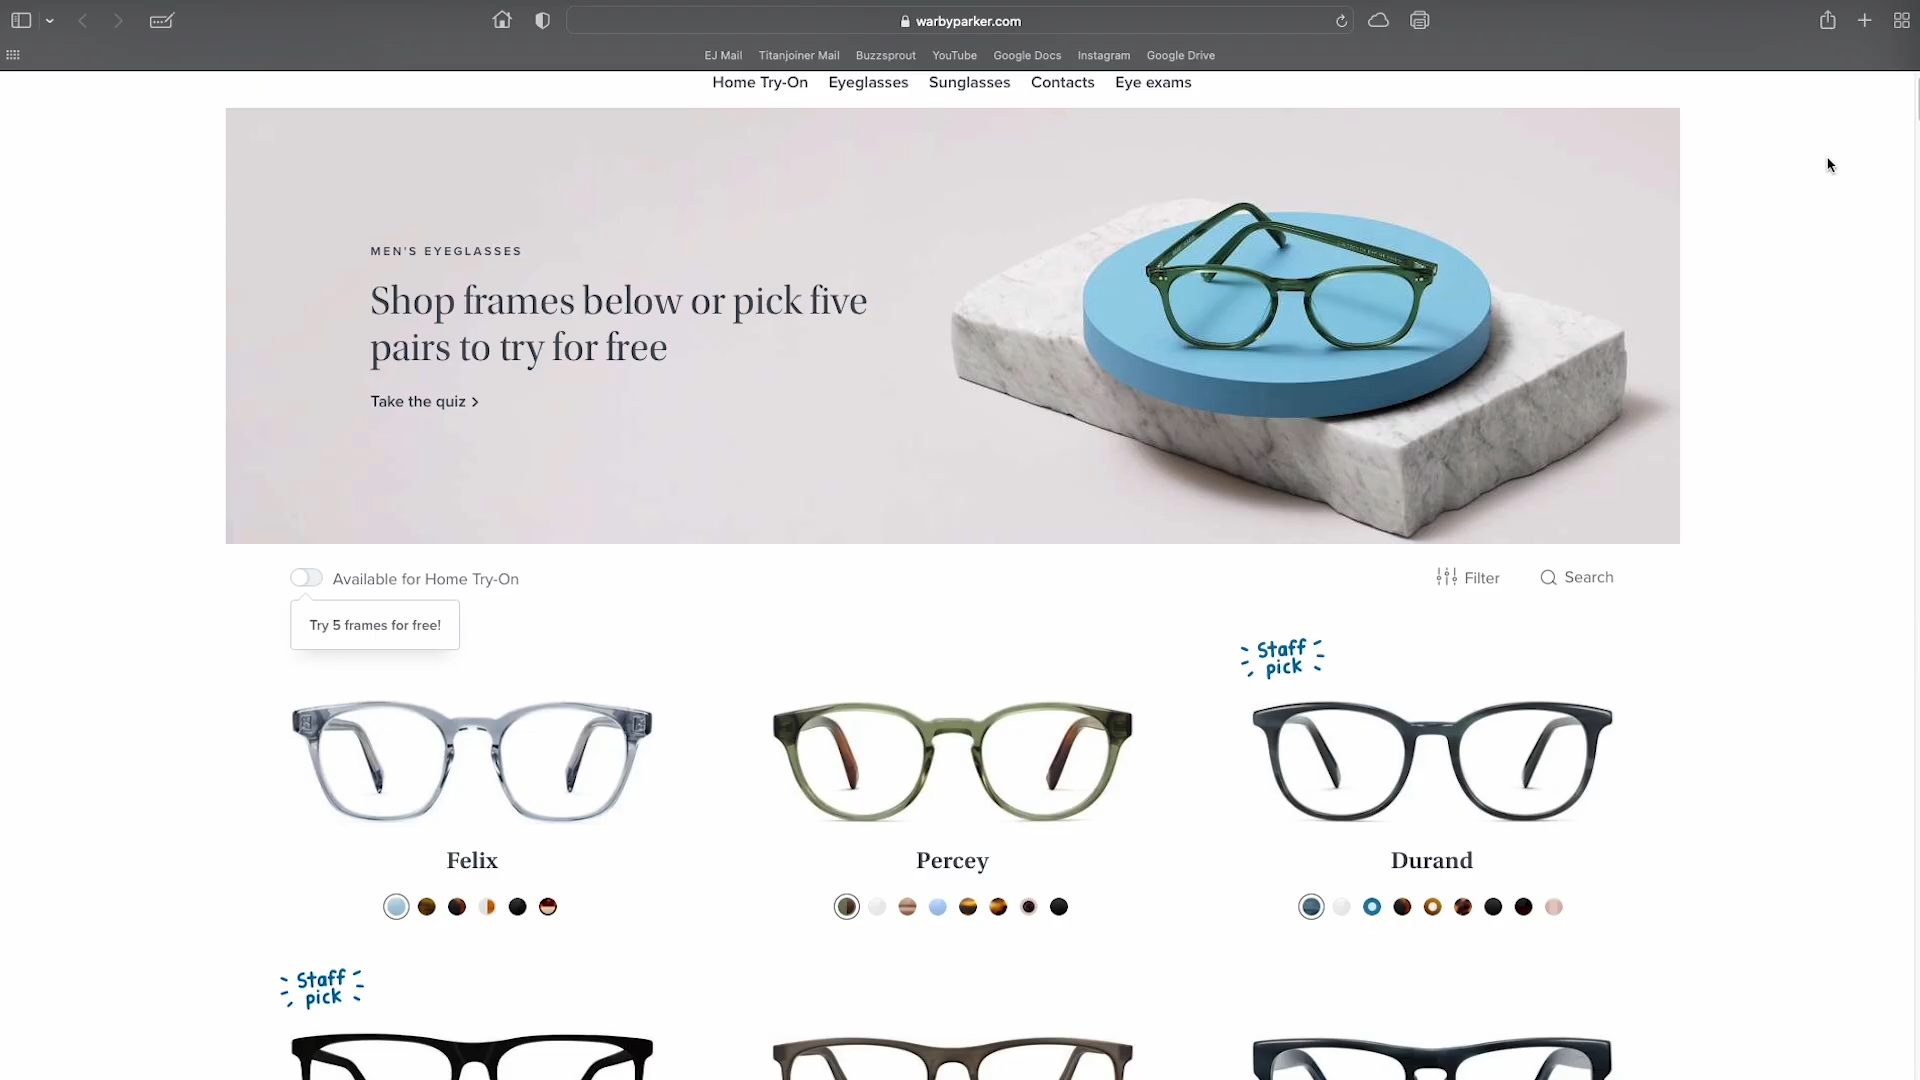 warbyparker.com
EJ Mail Titanjoiner Mail Buzzsprout YouTube Google Docs Instagram Google Drive
Home Try-On Eyeglasses Sunglasses Contacts Eye exams
MEN'S EYEGLASSES
Shop frames below or pick five
pairs to try for free
Take the quiz >
Available for Home Try-On
Filter Search
Try 5 frames for free!
Staff
pick
Felix Percey Durand
Staff
pick